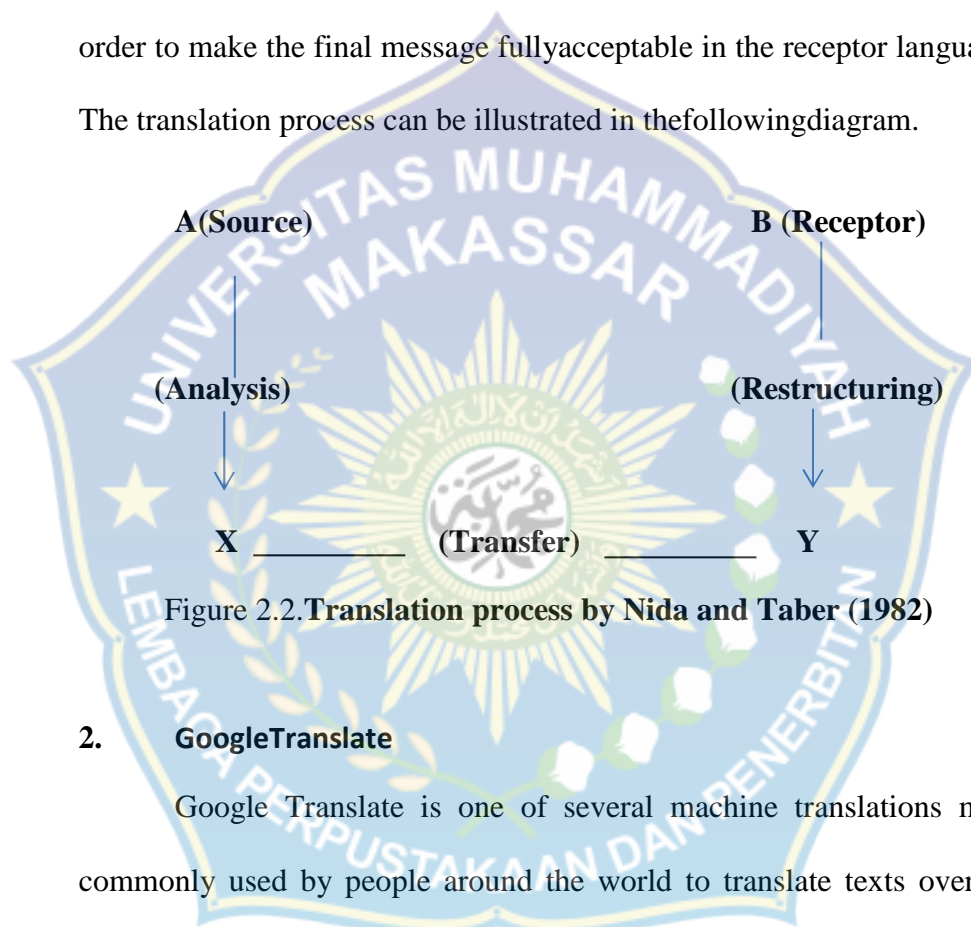 order to make the final message fullyacceptable in the receptor
The translation process can be illustrated in thefollowingdiagram.
UNIVERSITAS MUHAMMADIYAH
MAKASSAR
A(Source) B (Receptor)
(Analysis) (Restructuring)
X (Transfer) Y
Figure 2.2.Translation process by Nida and Taber (1982)
2. GoogleTranslate
Google Translate is one of several machine translations
commonly used by people around the world to translate texts over
LEMBAGA PERPUSTAKAAN DAN PENERBITAN